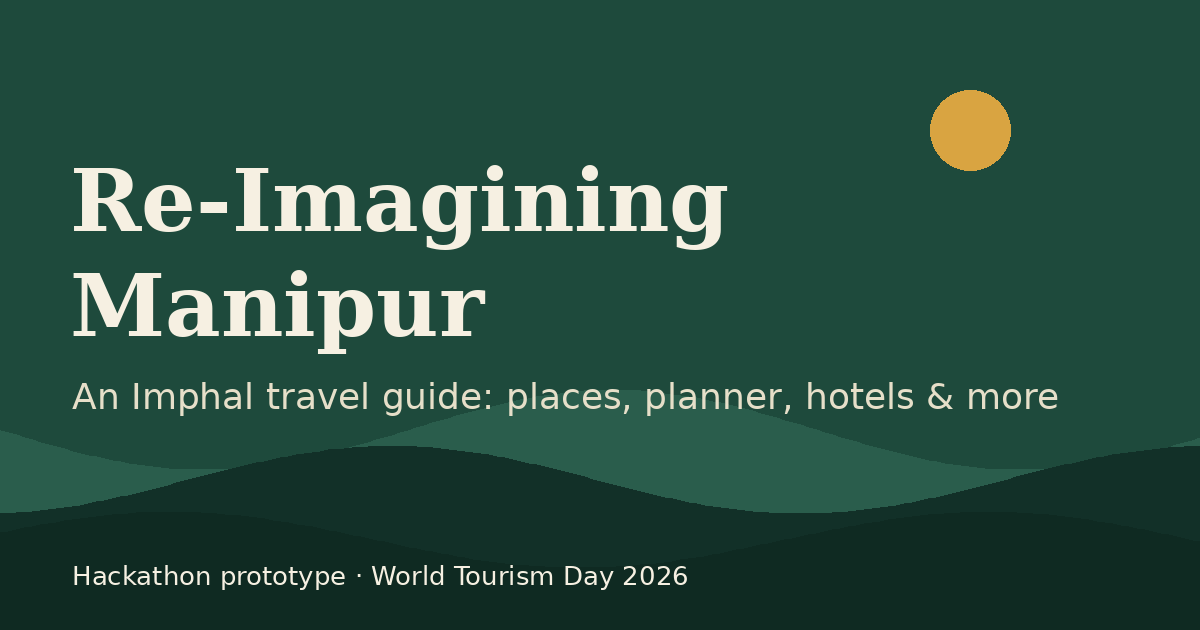 Re-Imagining
Manipur
An Imphal travel guide: places, planner, hotels & more
Hackathon prototype · World Tourism Day 2026